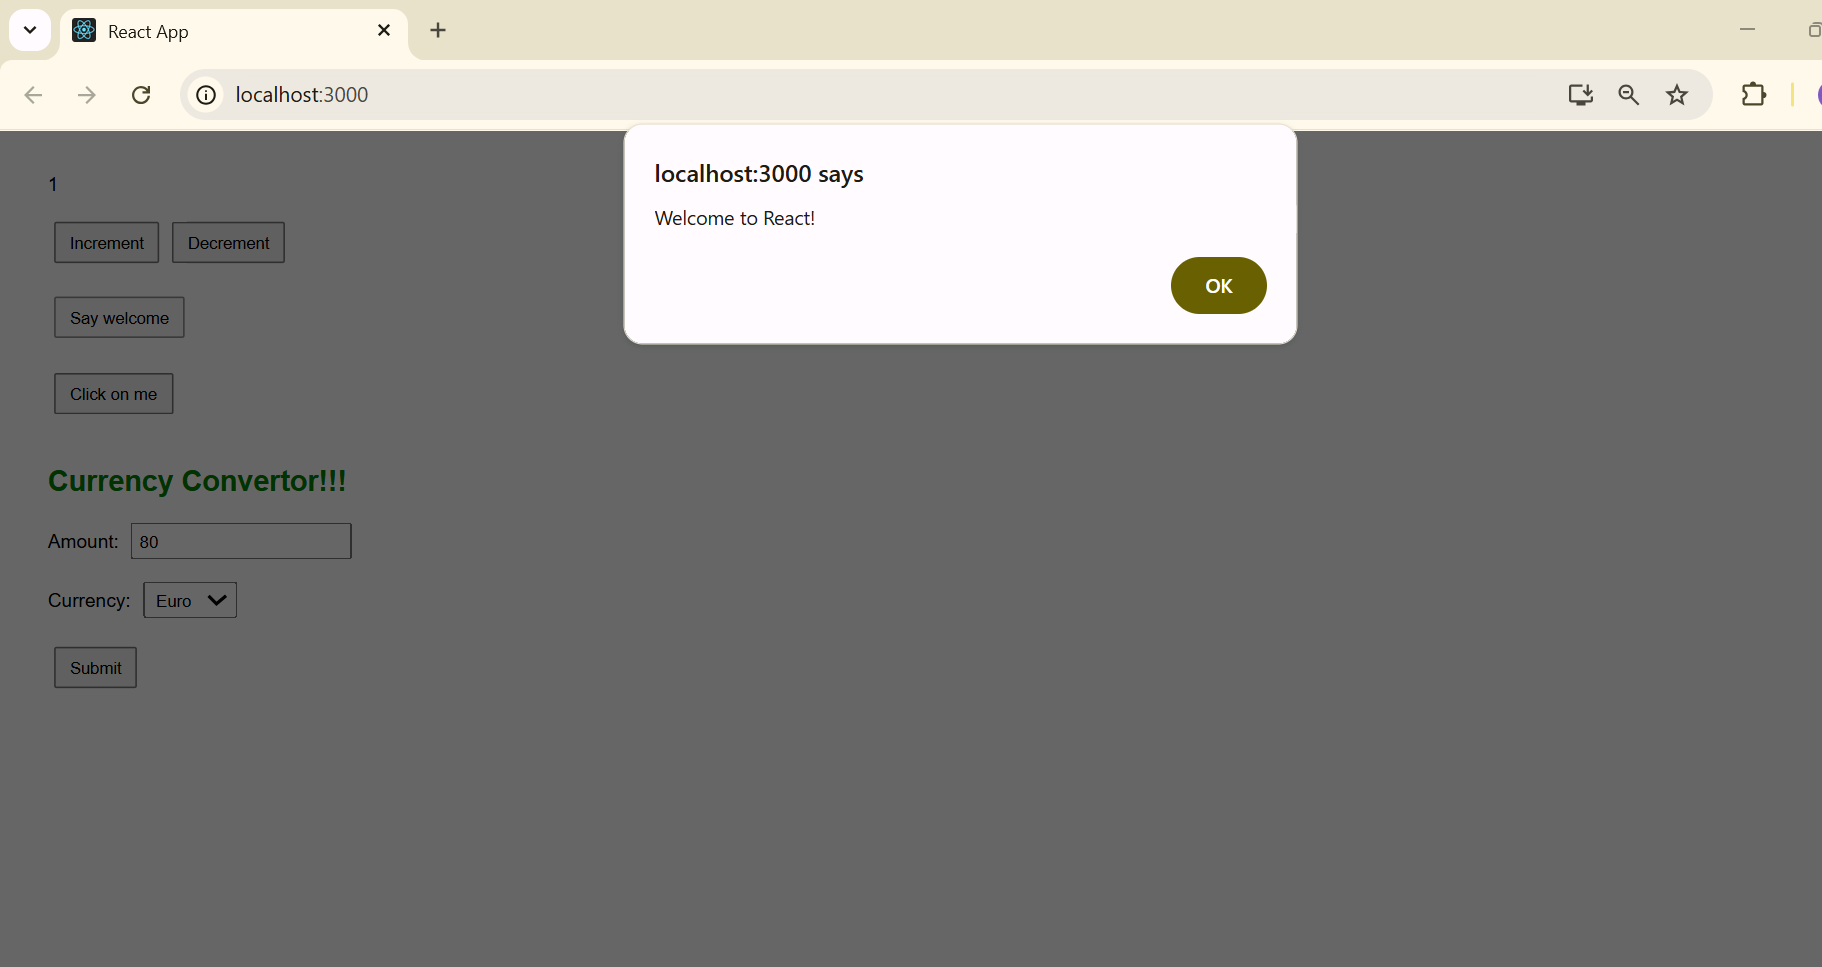 React App
localhost:3000
localhost:3000 says
Welcome to React!
OK
1
Increment Decrement
Say welcome
Click on me
Currency Convertor!!!
Amount: 80
Currency: Euro
Submit